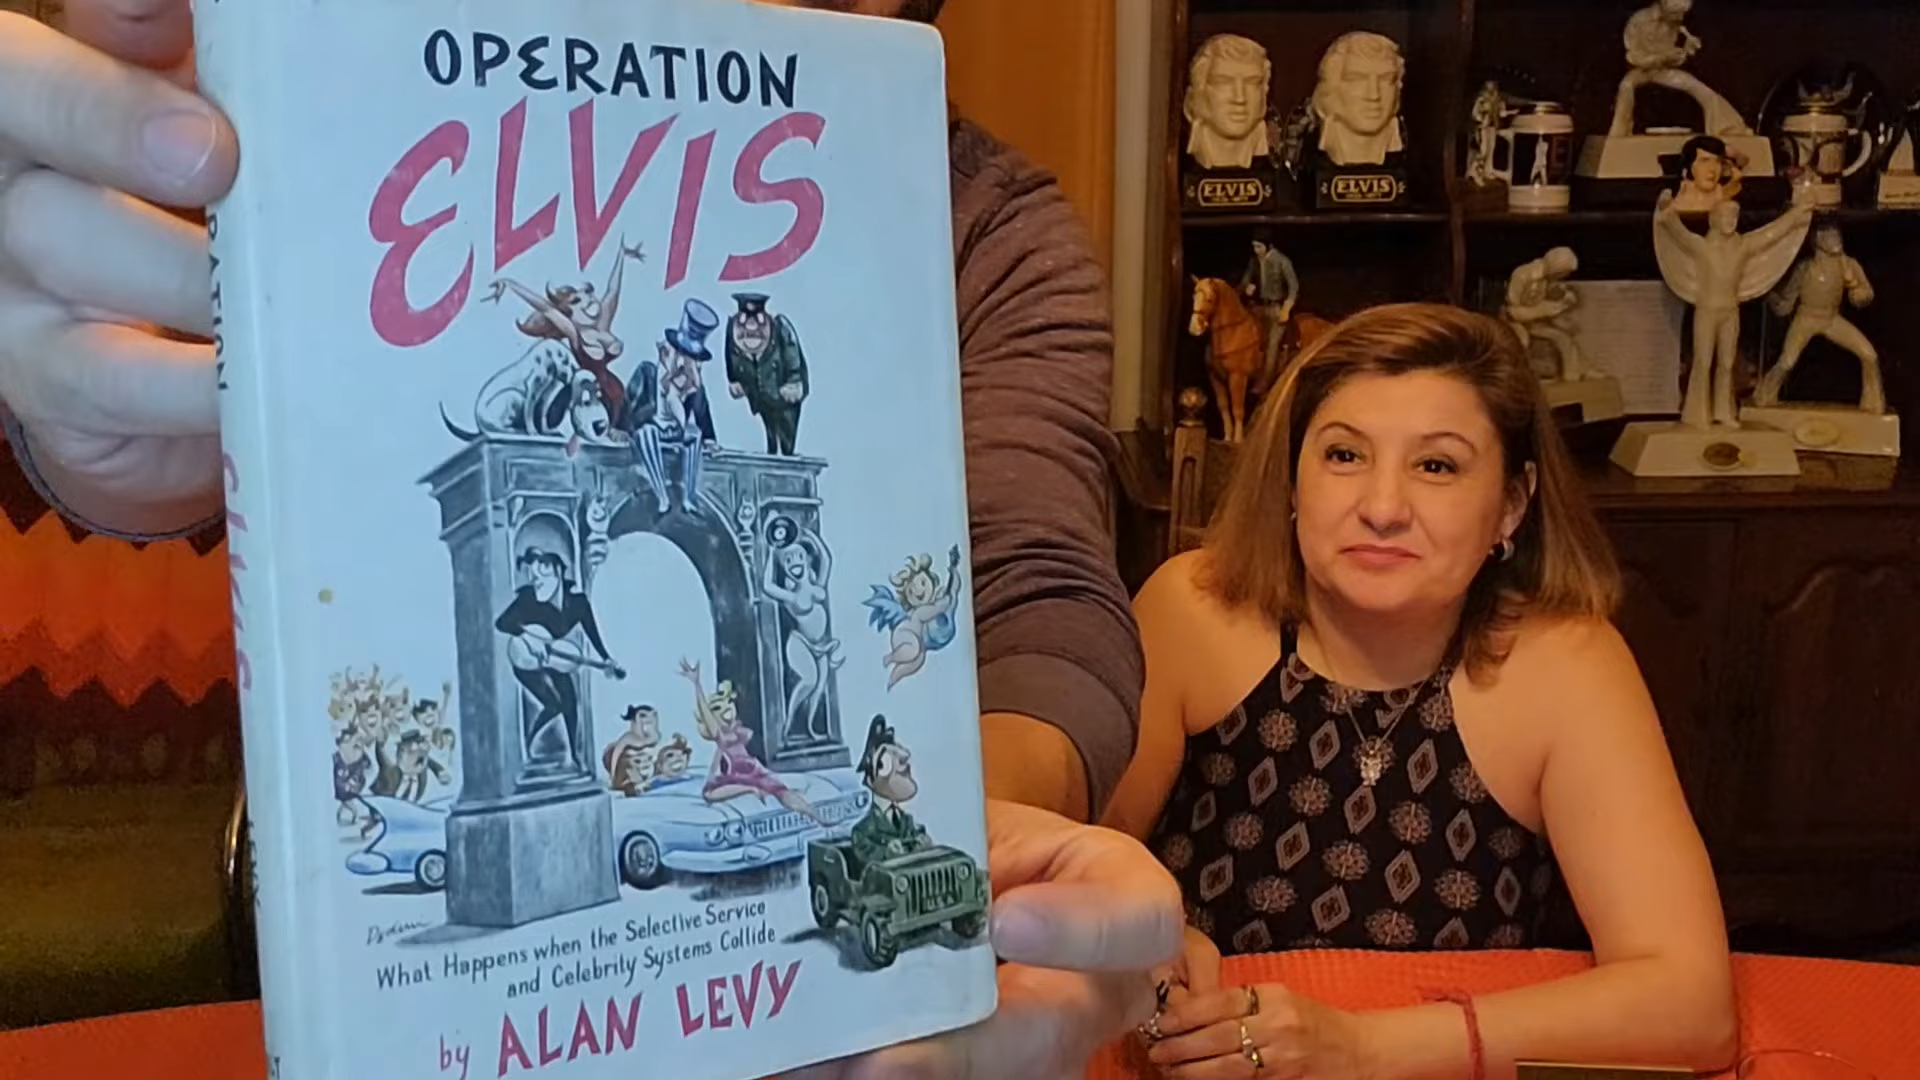 OPERATION
ELVIS
What Happens when the Selective Service
and Celebrity Systems Collide
by ALAN LEVY
ELVIS
ELVIS